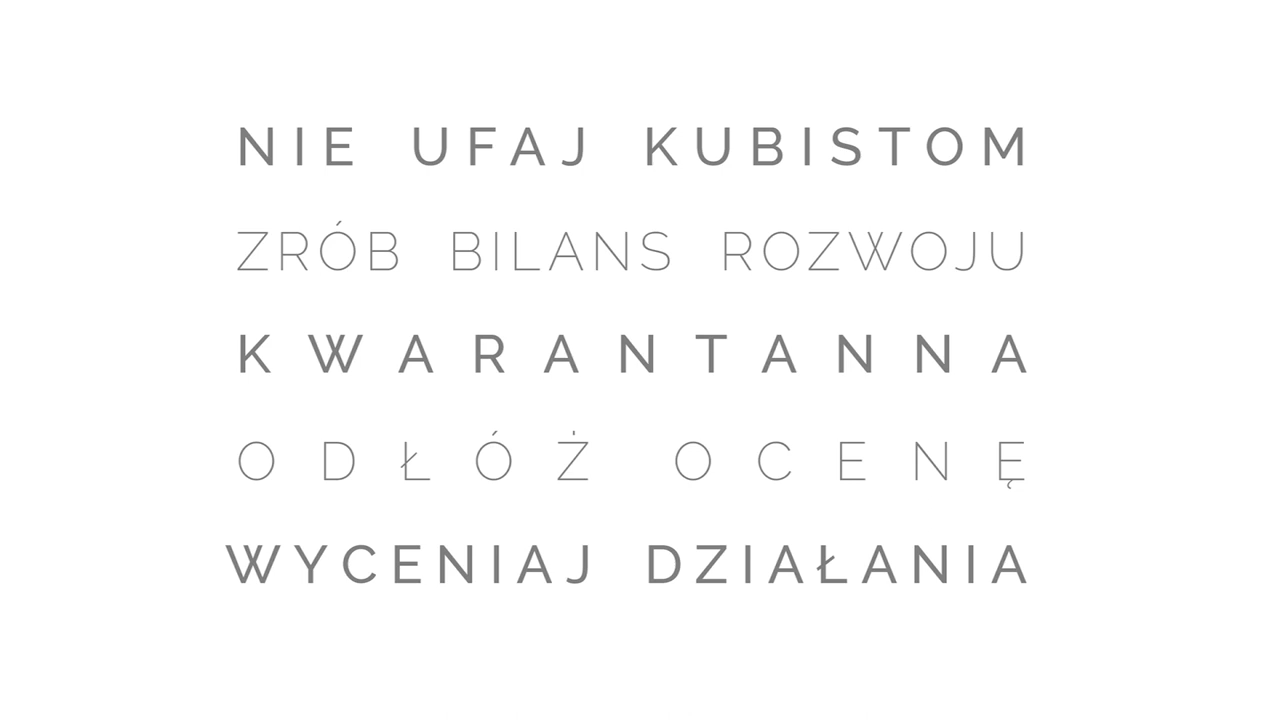 NIE UFAJ KUBISTOM
ZRÓB BILANS ROZWOJU
KWARANTANNA
ODŁÓŻ OCENĘ
WYCENIAJ DZIAŁANIA